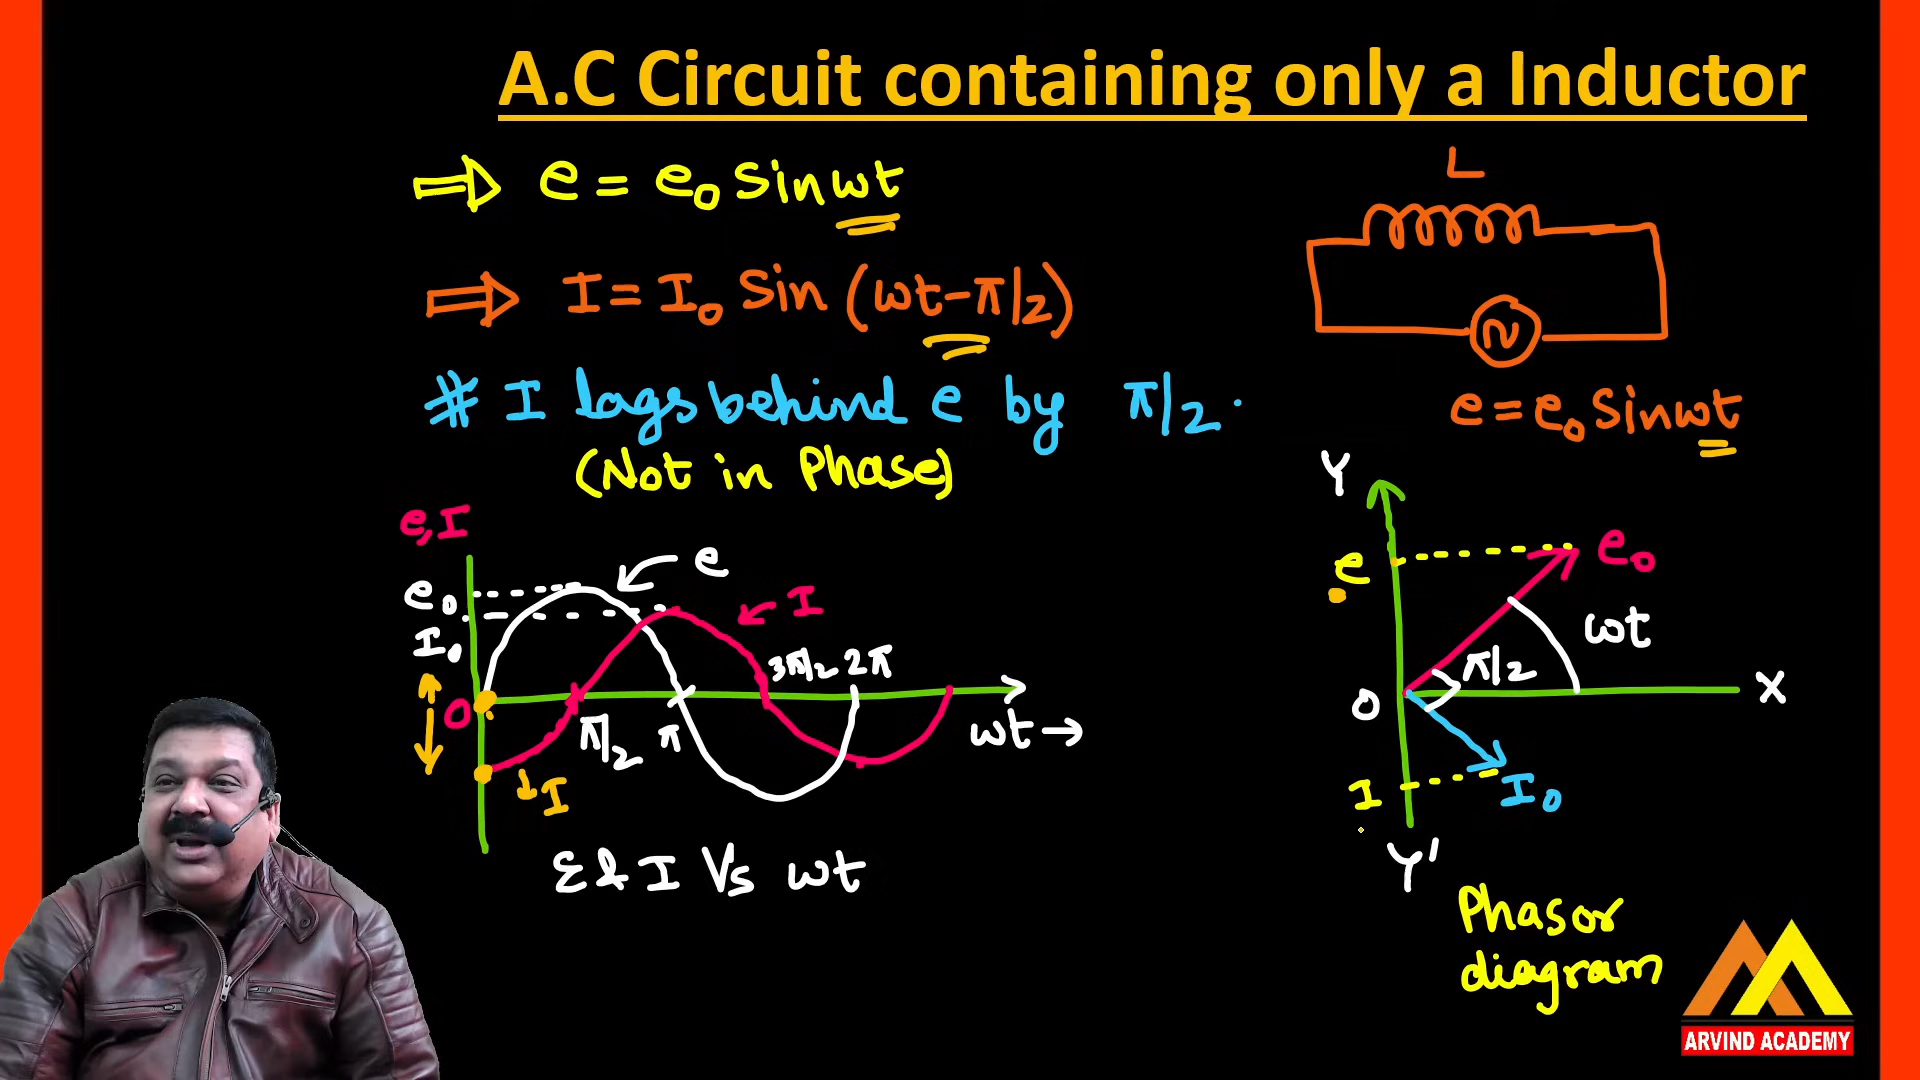 A.C Circuit containing only a Inductor
⇒ e = e₀ Sinωt
⇒ I = I₀ Sin (ωt-π/2)
# I lags behind e by π/2.
(Not in Phase)
L
N
e = e₀ Sinωt
e,I
e₀
I₀
0
e
I
π/2
π
3π/2
2π
ωt →
I
Ɛ & I Vs ωt
Y
e
e₀
ωt
π/2
O
X
I
I₀
Y'
Phasor
diagram
ARVIND ACADEMY